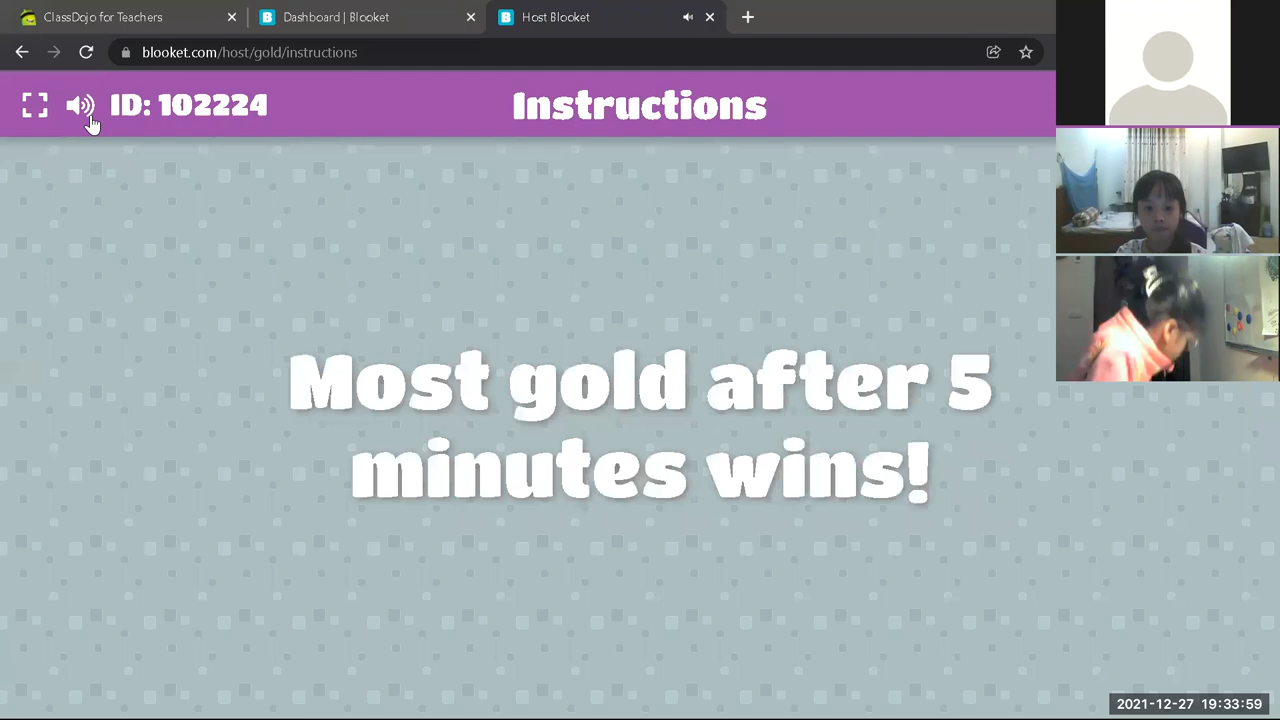 ClassDojo for Teachers
Dashboard | Blooket
Host Blooket
blooket.com/host/gold/instructions
ID: 102224
Instructions
Most gold after 5
minutes wins!
2021-12-27 19:33:59